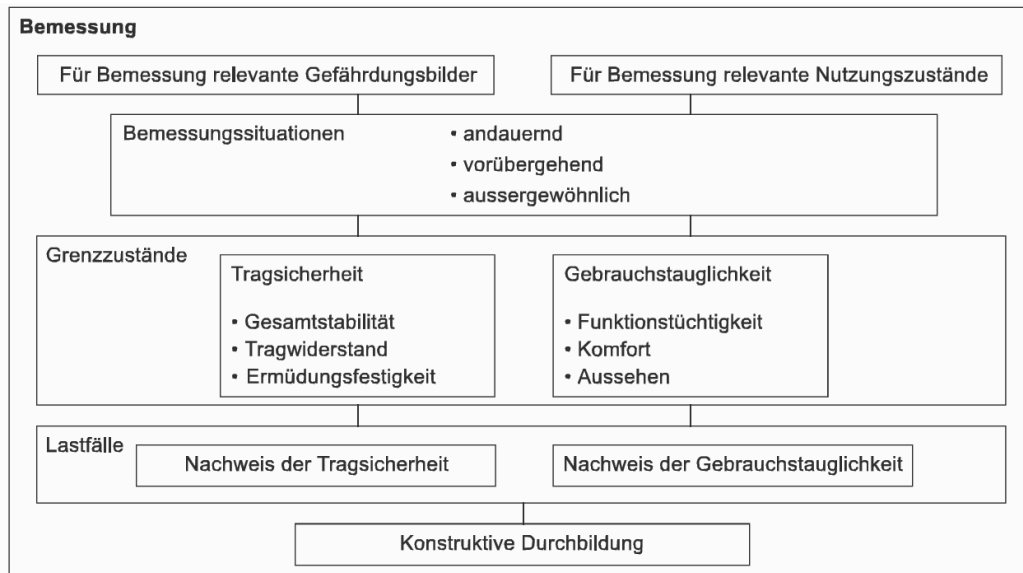 Bemessung
Für Bemessung relevante Gefährdungsbilder
Für Bemessung relevante Nutzungszustände
Bemessungssituationen
• andauernd
• vorübergehend
• aussergewöhnlich
Grenzzustände
Tragsicherheit
• Gesamtstabilität
• Tragwiderstand
• Ermüdungsfestigkeit
Gebrauchstauglichkeit
• Funktionstüchtigkeit
• Komfort
• Aussehen
Lastfälle
Nachweis der Tragsicherheit
Nachweis der Gebrauchstauglichkeit
Konstruktive Durchbildung